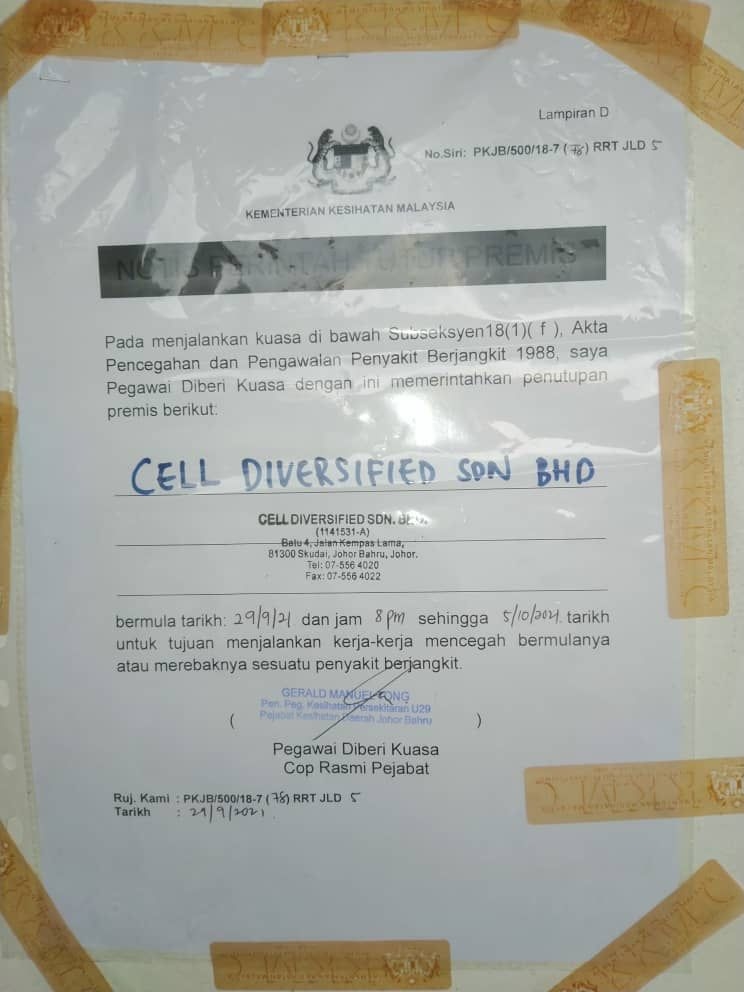 Lampiran D
No.Siri: PKJB/500/18-7 (78) RRT JLD 5
KEMENTERIAN KESIHATAN MALAYSIA
NOTIS PERINTAH TUTUP PREMIS
Pada menjalankan kuasa di bawah Subseksyen18(1)( f ), Akta
Pencegahan dan Pengawalan Penyakit Berjangkit 1988, saya
Pegawai Diberi Kuasa dengan ini memerintahkan penutupan
premis berikut:
CELL DIVERSIFIED SDN BHD
CELL DIVERSIFIED SDN. BHD.
(1141531-A)
Batu 4, Jalan Kempas Lama,
81300 Skudai, Johor Bahru, Johor.
Tel: 07-556 4020
Fax: 07-556 4022
bermula tarikh: 29/9/21 dan jam 8pm sehingga 5/10/2021. tarikh
untuk tujuan menjalankan kerja-kerja mencegah bermulanya
atau merebaknya sesuatu penyakit berjangkit.
GERALD MANUEL
Pen. Peg. Kesihatan Persekitaran U29
Pejabat Kesihatan Daerah Johor Bahru
( )
Pegawai Diberi Kuasa
Cop Rasmi Pejabat
Ruj. Kami : PKJB/500/18-7 (78) RRT JLD 5
Tarikh : 29/9/2021